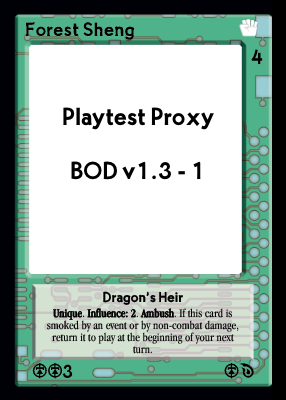 Forest Sheng
4
Playtest Proxy
BOD v1.3 - 1
Dragon's Heir
Unique. Influence: 2. Ambush. If this card is
smoked by an event or by non-combat damage,
return it to play at the beginning of your next
turn.
3